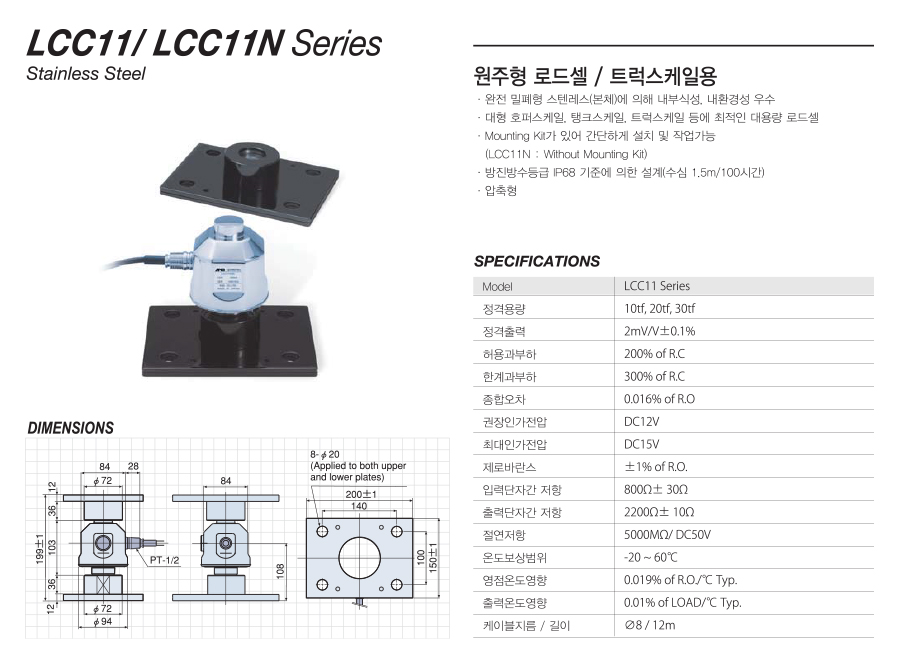 LCC11/ LCC11N Series
Stainless Steel
원주형 로드셀 / 트럭스케일용
· 완전 밀폐형 스텐레스(본체)에 의해 내부식성, 내환경성 우수
· 대형 호퍼스케일, 탱크스케일, 트럭스케일 등에 최적인 대용량 로드셀
· Mounting Kit가 있어 간단하게 설치 및 작업가능
(LCC11N : Without Mounting Kit)
· 방진방수등급 IP68 기준에 의한 설계(수심 1.5m/100시간)
· 압축형
SPECIFICATIONS
Model LCC11 Series
정격용량 10tf, 20tf, 30tf
정격출력 2mV/V±0.1%
허용과부하 200% of R.C
한계과부하 300% of R.C
종합오차 0.016% of R.O
권장인가전압 DC12V
최대인가전압 DC15V
제로바란스 ±1% of R.O.
입력단자간 저항 800Ω± 30Ω
출력단자간 저항 2200Ω± 10Ω
절연저항 5000MΩ/ DC50V
온도보상범위 -20 ~ 60℃
영점온도영향 0.019% of R.O./℃ Typ.
출력온도영향 0.01% of LOAD/℃ Typ.
케이블지름 / 길이 ∅8 / 12m
DIMENSIONS
84 28
φ72
12
36
103
199±1
36
12
PT-1/2
φ72
φ94
84
108
8-φ20
(Applied to both upper
and lower plates)
200±1
140
100
150±1